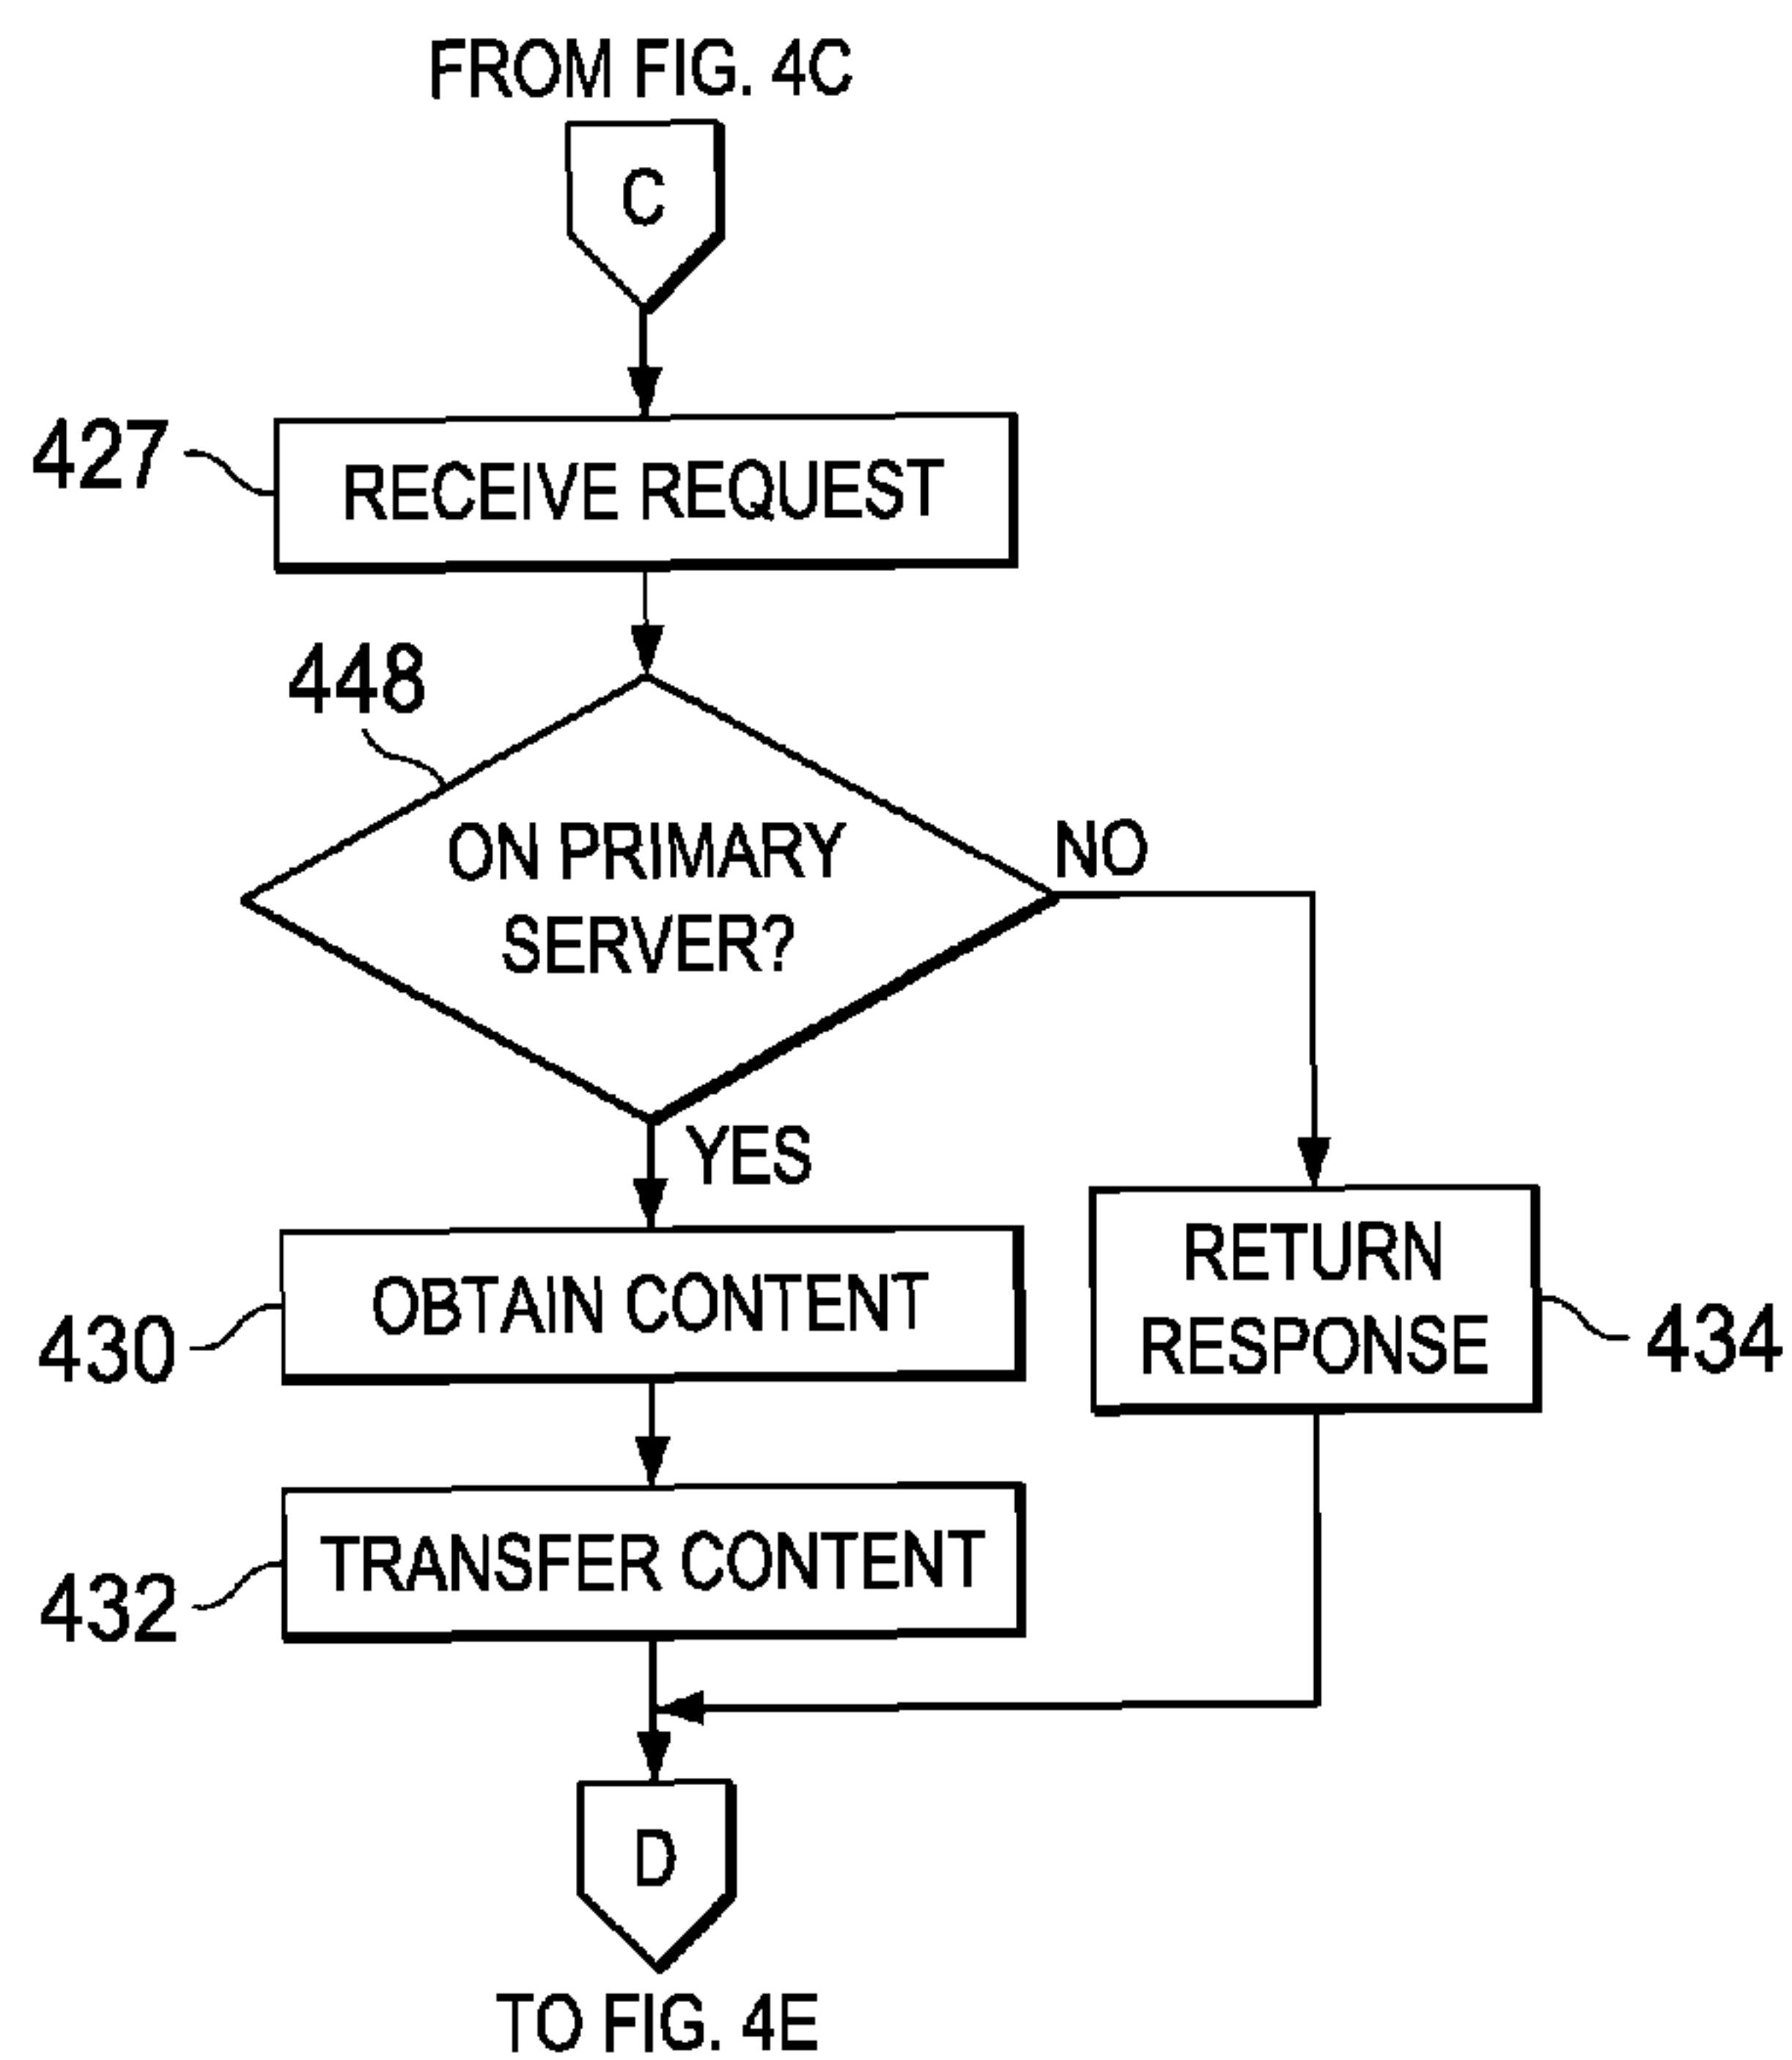 FROM FIG. 4C
C
427
RECEIVE REQUEST
448
ON PRIMARY
SERVER?
NO
YES
430
OBTAIN CONTENT
RETURN
RESPONSE
434
432
TRANSFER CONTENT
D
TO FIG. 4E